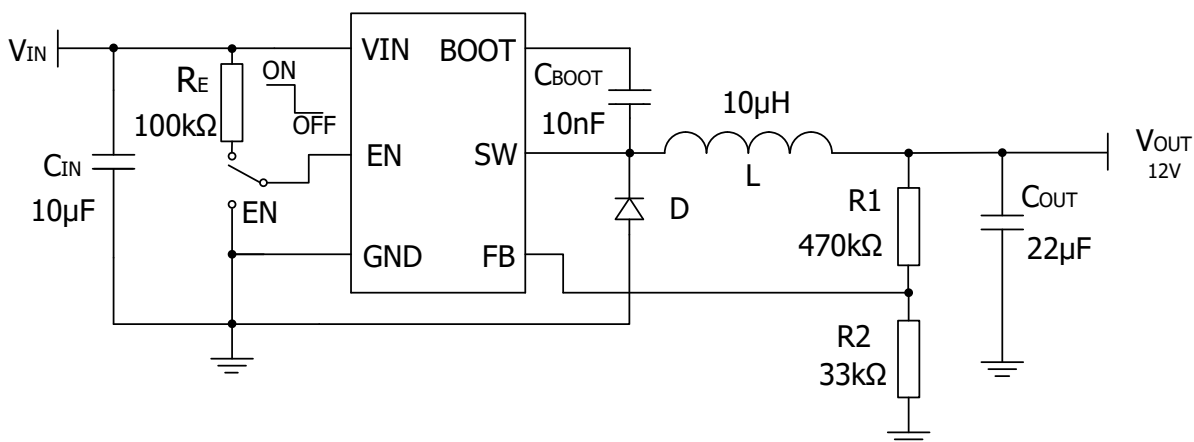 VIN
CIN
10µF
RE
100kΩ
ON
OFF
EN
VIN
BOOT
EN
SW
GND
FB
CBOOT
10nF
10µH
L
D
R1
470kΩ
R2
33kΩ
COUT
22µF
VOUT
12V